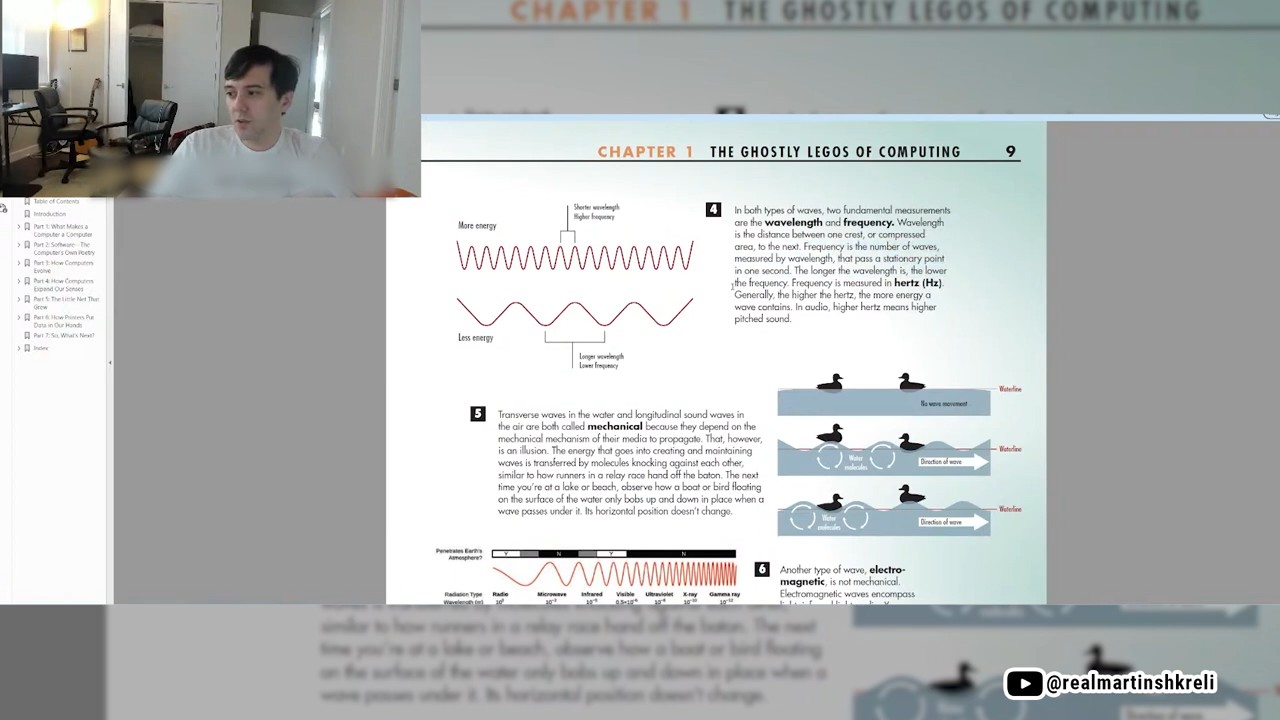 CHAPTER 1 THE GHOSTLY LEGOS OF COMPUTING
CHAPTER 1 THE GHOSTLY LEGOS OF COMPUTING 9
Table of Contents
Introduction
Part 1: What Makes a
Computer a Computer
Part 2: Software—The
Computer's Own Poetry
Part 3: How Computers
Evolve
Part 4: How Computers
Expand Our Senses
Part 5: The Little Net That
Grew
Part 6: How Printers Put
Data in Our Hands
Part 7: So, What's Next?
Index
Shorter wavelength
Higher frequency
More energy
Less energy
Longer wavelength
Lower frequency
4
In both types of waves, two fundamental measurements
are the wavelength and frequency. Wavelength
is the distance between one crest, or compressed
area, to the next. Frequency is the number of waves,
measured by wavelength, that pass a stationary point
in one second. The longer the wavelength is, the lower
the frequency. Frequency is measured in hertz (Hz).
Generally, the higher the hertz, the more energy a
wave contains. In audio, higher hertz means higher
pitched sound.
Waterline
No wave movement
Waterline
Water
molecules
Direction of wave
Waterline
Water
molecules
Direction of wave
5
Transverse waves in the water and longitudinal sound waves in
the air are both called mechanical because they depend on the
mechanical mechanism of their media to propagate. That, however,
is an illusion. The energy that goes into creating and maintaining
waves is transferred by molecules knocking against each other,
similar to how runners in a relay race hand off the baton. The next
time you're at a lake or beach, observe how a boat or bird floating
on the surface of the water only bobs up and down in place when a
wave passes under it. Its horizontal position doesn't change.
Penetrates Earth's
Atmosphere?
Y N Y N
Radiation Type Radio Microwave Infrared Visible Ultraviolet X-ray Gamma ray
Wavelength (m)
6
Another type of wave, electro-
magnetic, is not mechanical.
Electromagnetic waves encompass
similar to how runners in a relay race hand off the baton. The next
time you're at a lake or beach, observe how a boat or bird floating
on the surface of the water only bobs up and down in place when a
wave passes under it. Its horizontal position doesn't change.
@realmartinshkreli